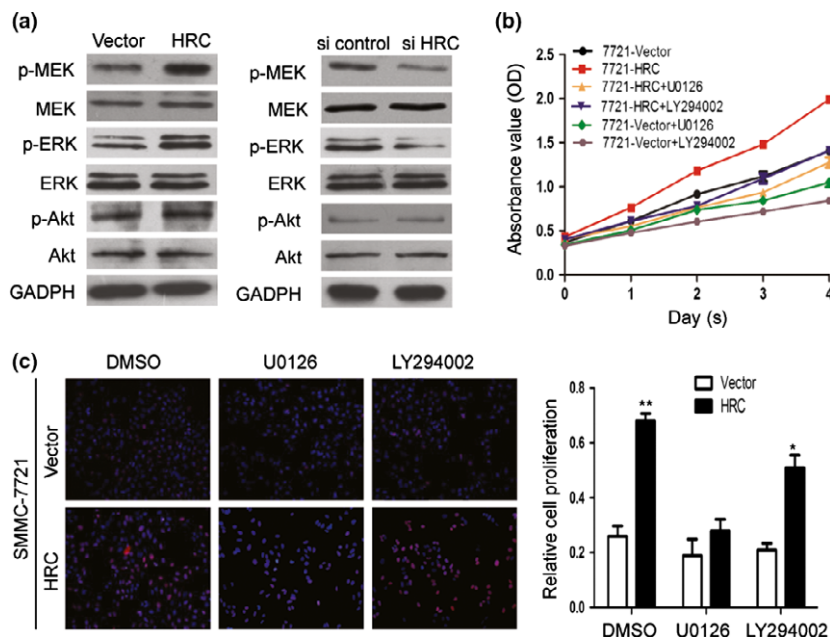 (a)
Vector HRC
p-MEK
MEK
p-ERK
ERK
p-Akt
Akt
GADPH
si control si HRC
p-MEK
MEK
p-ERK
ERK
p-Akt
Akt
GADPH
(b)
7721-Vector
7721-HRC
7721-HRC+U0126
7721-HRC+LY294002
7721-Vector+U0126
7721-Vector+LY294002
Absorbance value (OD)
2.5
2.0
1.5
1.0
0.5
0.0
0 1 2 3 4
Day (s)
(c)
DMSO U0126 LY294002
SMMC-7721
Vector
HRC
Vector
HRC
Relative cell proliferation
0.8
0.6
0.4
0.2
0.0
**
*
DMSO U0126 LY294002